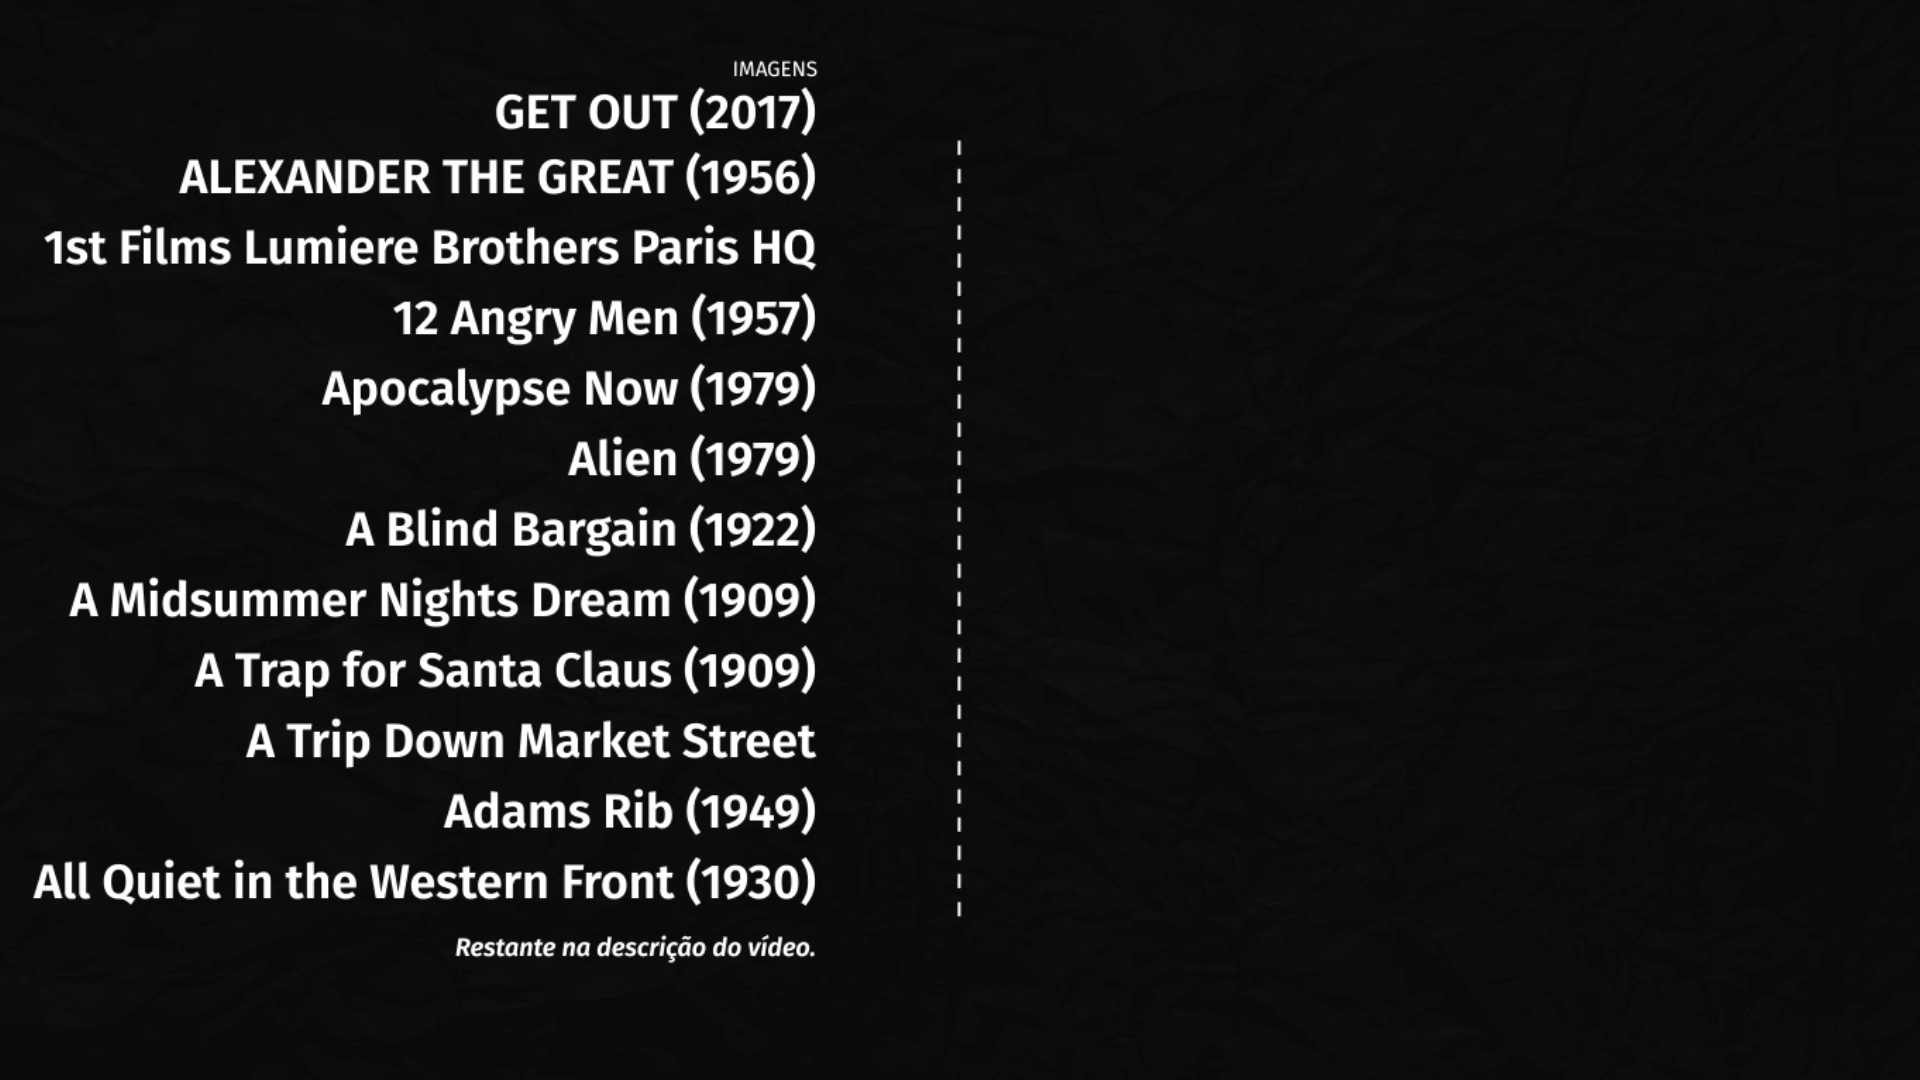 IMAGENS
GET OUT (2017)
ALEXANDER THE GREAT (1956)
1st Films Lumiere Brothers Paris HQ
12 Angry Men (1957)
Apocalypse Now (1979)
Alien (1979)
A Blind Bargain (1922)
A Midsummer Nights Dream (1909)
A Trap for Santa Claus (1909)
A Trip Down Market Street
Adams Rib (1949)
All Quiet in the Western Front (1930)
Restante na descrição do vídeo.